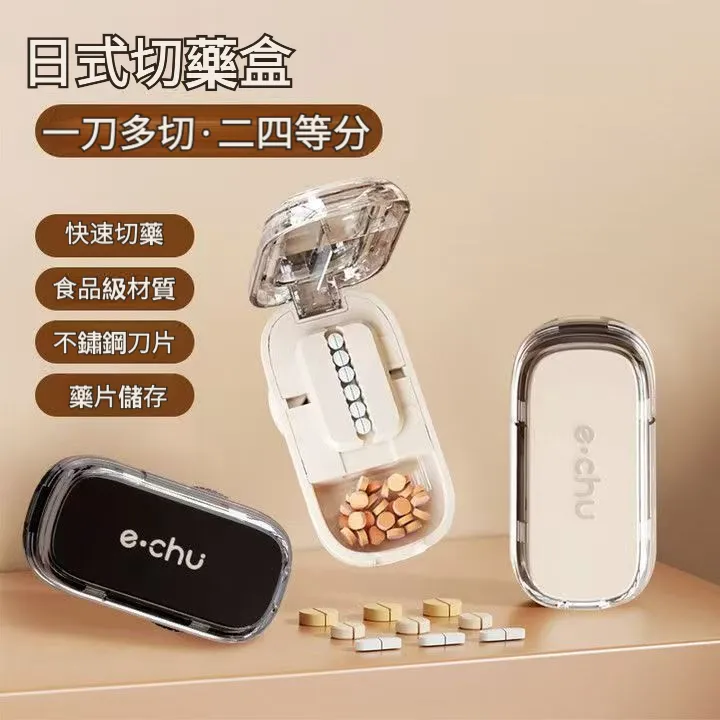 日式切藥盒
一刀多切·二四等分
快速切藥
食品級材質
不鏽鋼刀片
藥片儲存
e·chu
e·chu